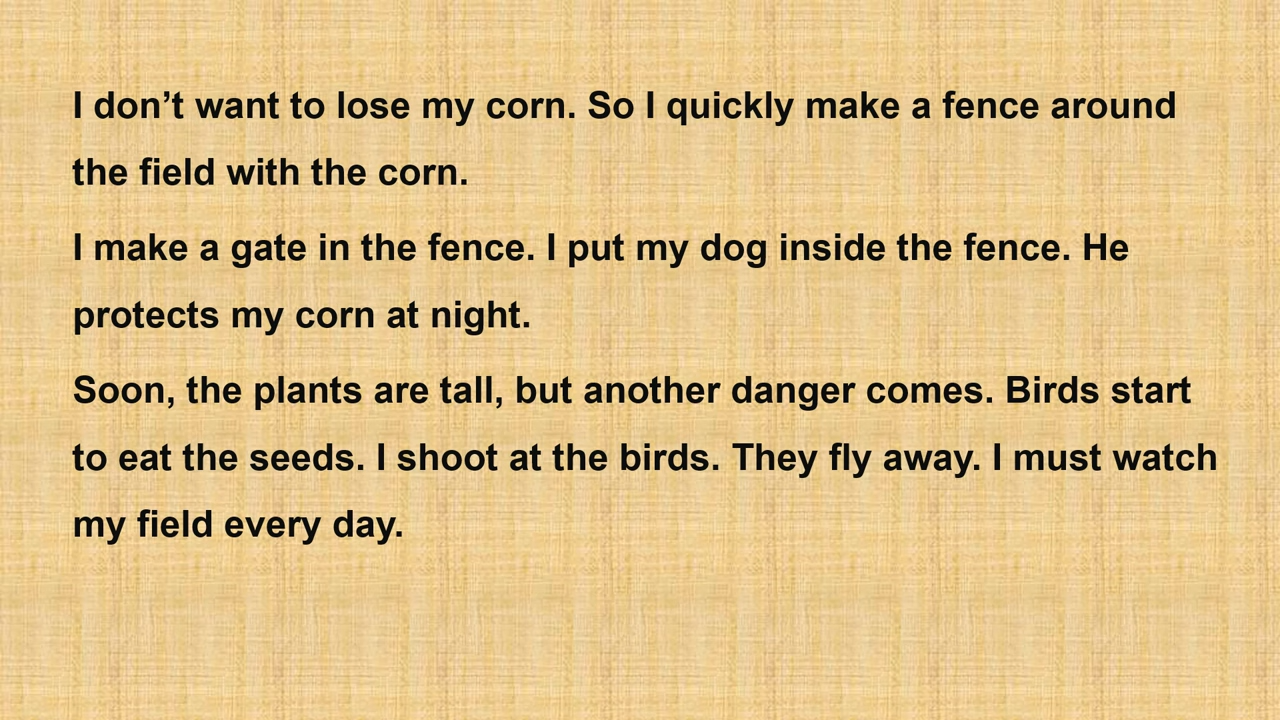 I don’t want to lose my corn. So I quickly make a fence around
the field with the corn.
I make a gate in the fence. I put my dog inside the fence. He
protects my corn at night.
Soon, the plants are tall, but another danger comes. Birds start
to eat the seeds. I shoot at the birds. They fly away. I must watch
my field every day.